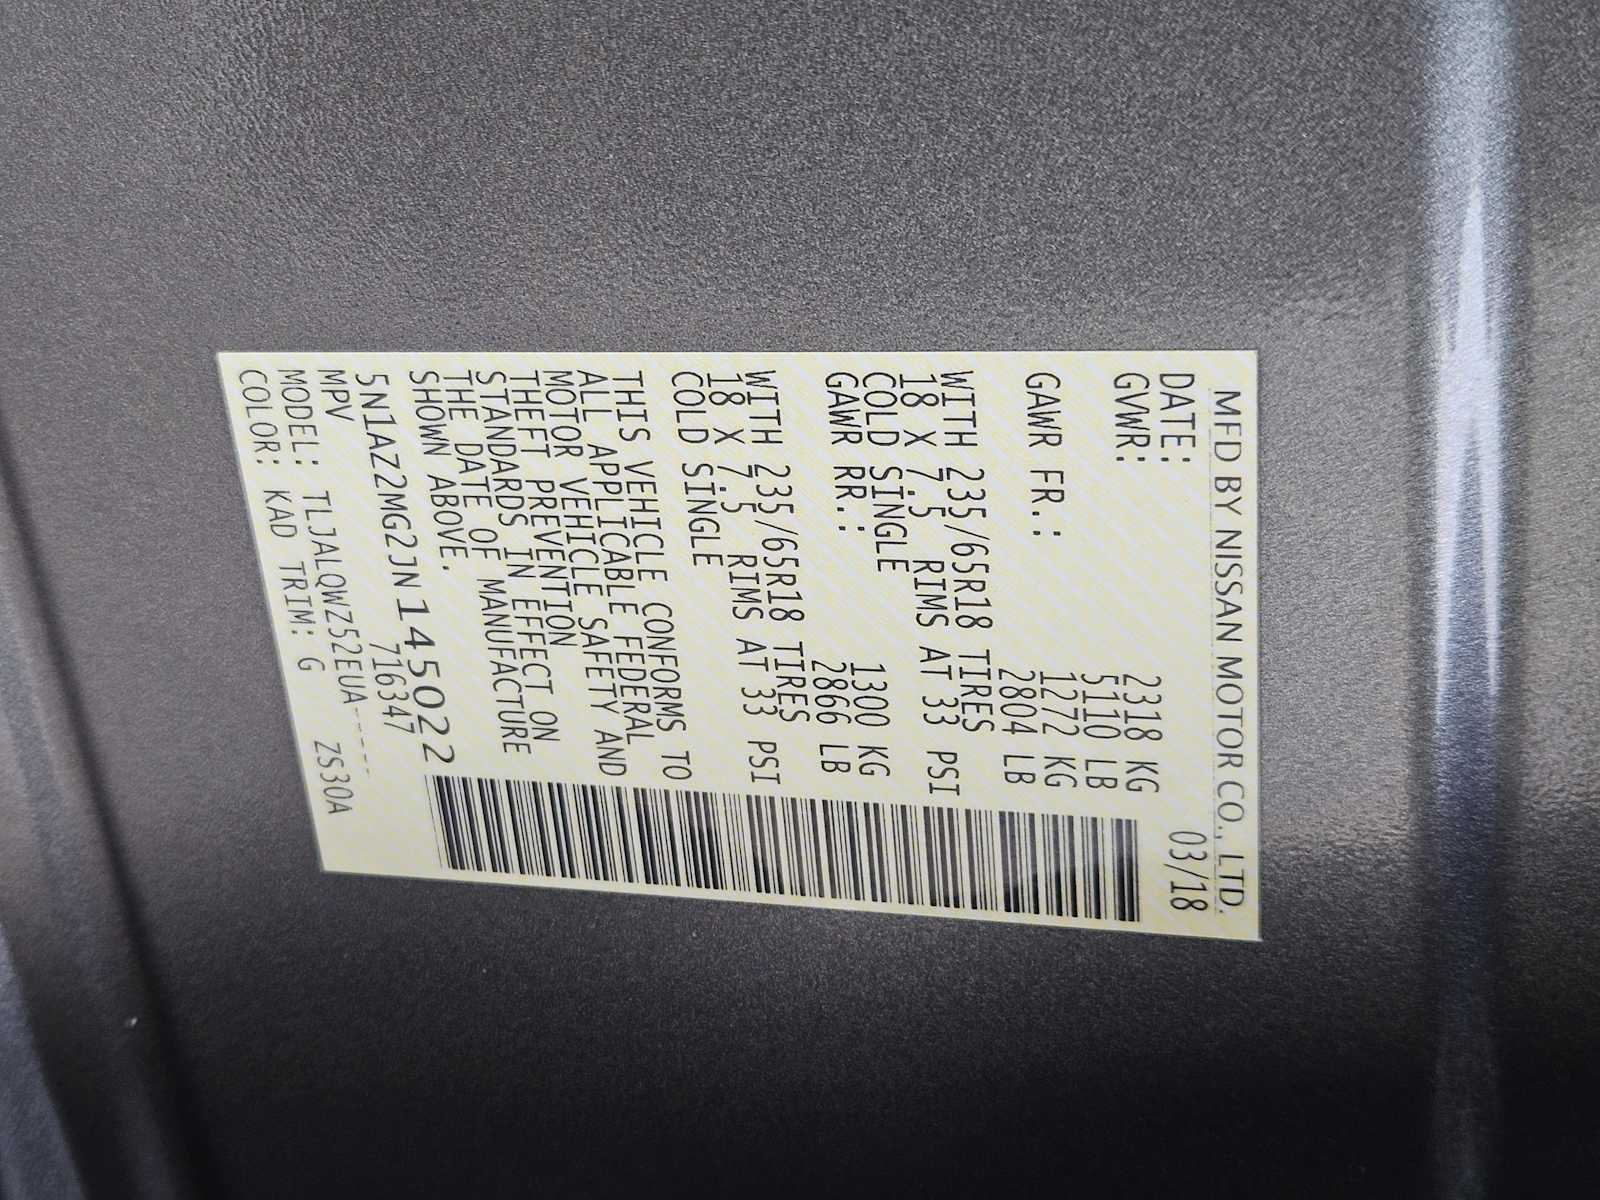 MFD BY NISSAN MOTOR CO., LTD.
DATE: 03/18
GVWR: 2318 KG
5110 LB
GAWR FR.: 1272 KG
2804 LB
WITH 235/65R18 TIRES
18 X 7.5 RIMS AT 33 PSI
COLD SINGLE
GAWR RR.: 1300 KG
2866 LB
WITH 235/65R18 TIRES
18 X 7.5 RIMS AT 33 PSI
COLD SINGLE
THIS VEHICLE CONFORMS TO
ALL APPLICABLE FEDERAL
MOTOR VEHICLE SAFETY AND
THEFT PREVENTION
STANDARDS IN EFFECT ON
THE DATE OF MANUFACTURE
SHOWN ABOVE.
5N1AZ2MG2JN145022
MPV 716347
MODEL: TLJALQWZ52EUA-----
COLOR: KAD TRIM: G ZS30A